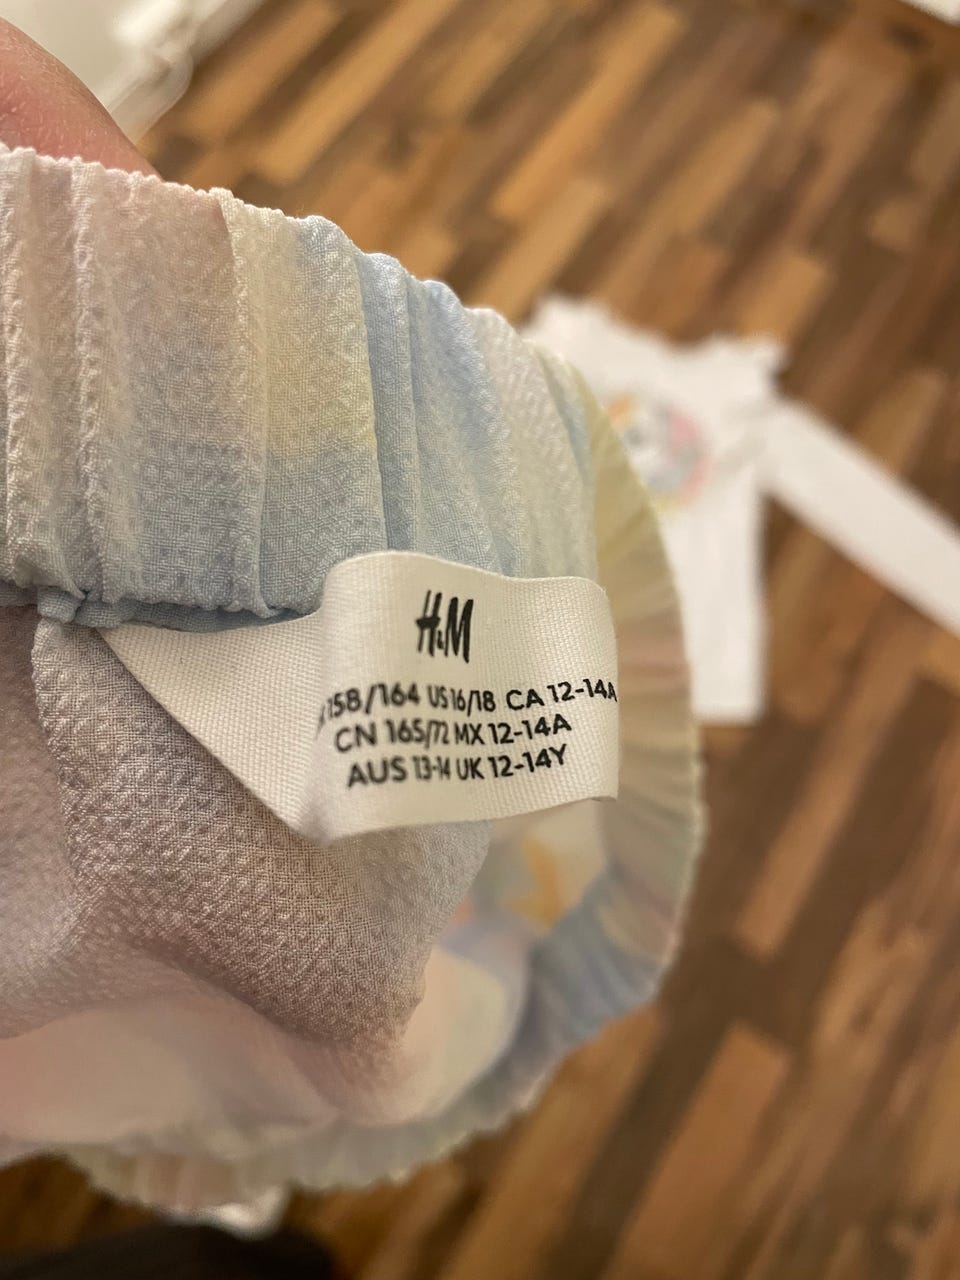 H&M
158/164 US 16/18 CA 12-14A
CN 165/72 MX 12-14A
AUS 13-14 UK 12-14Y